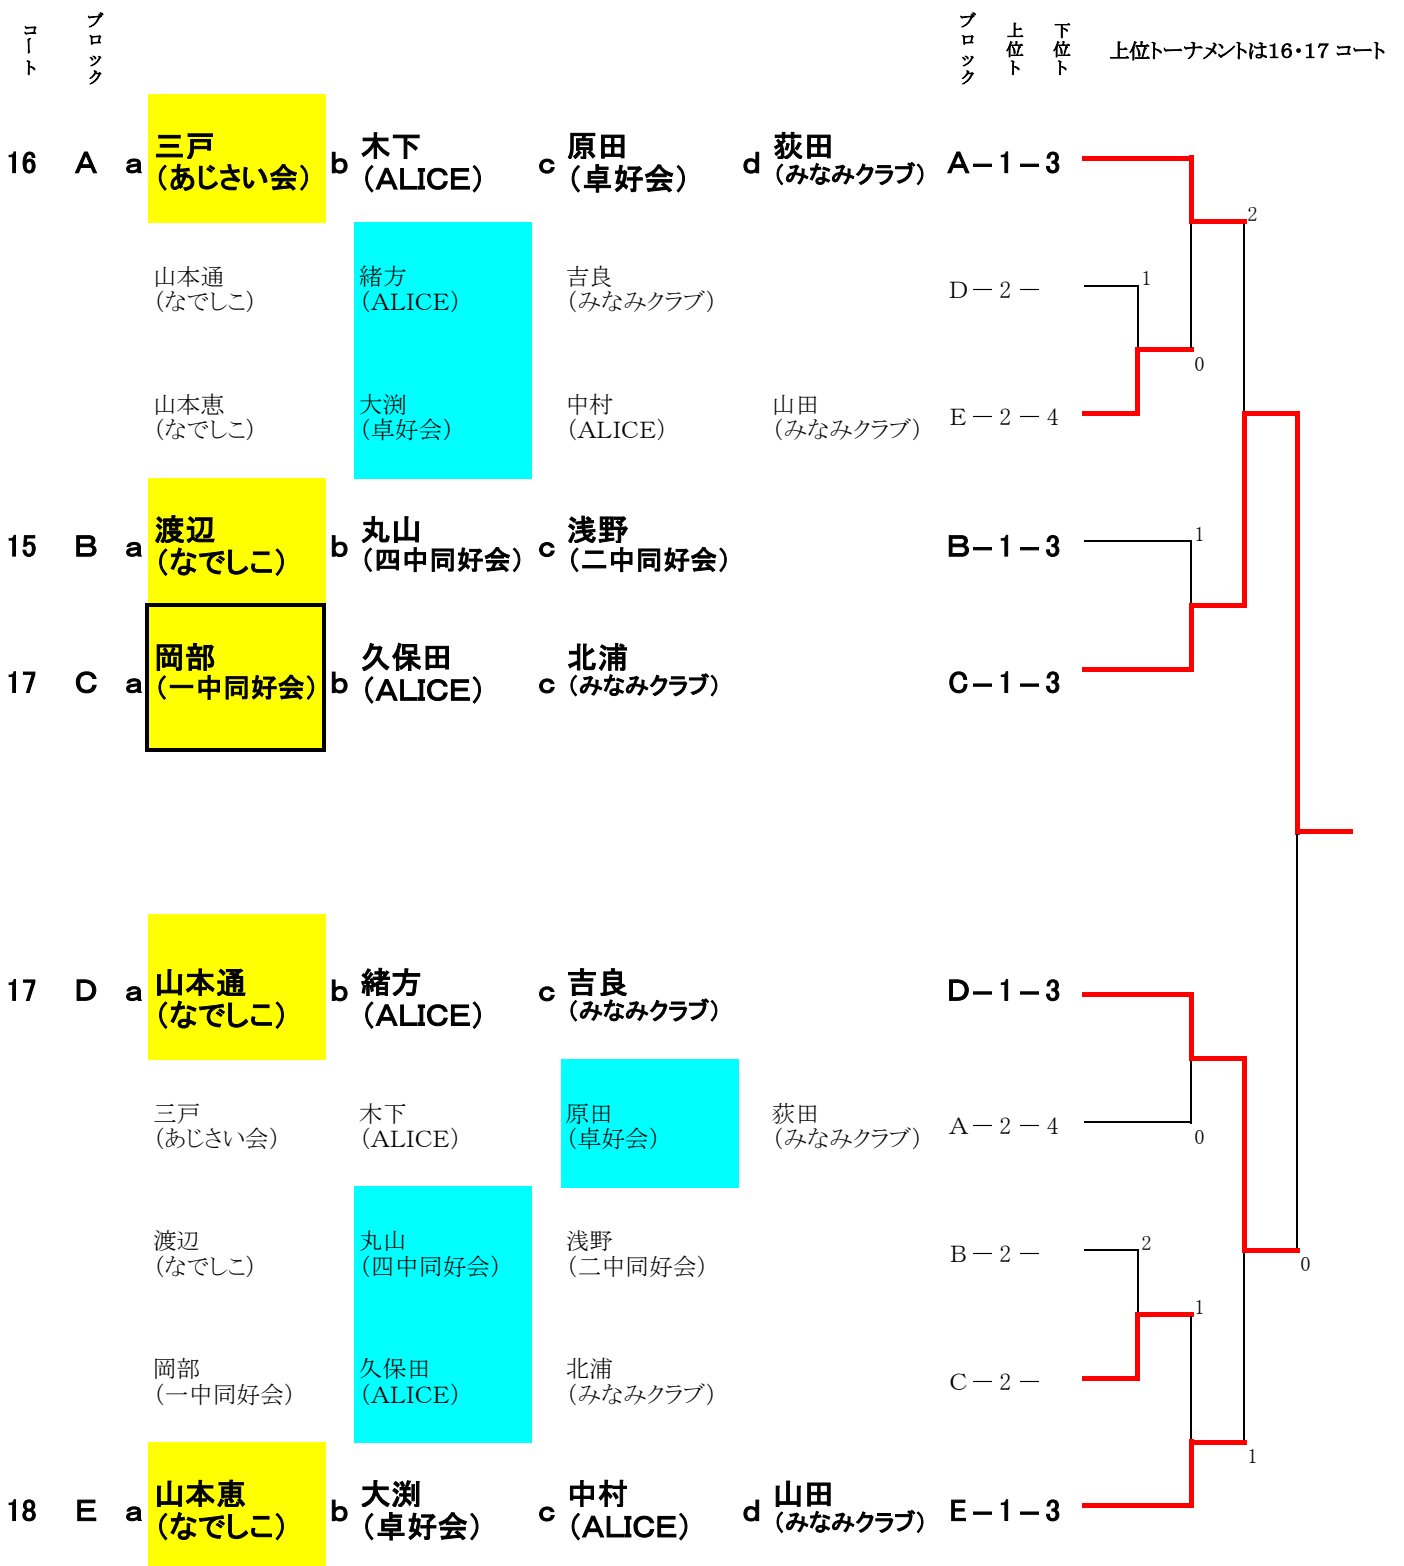 コート ブロック ブロック 上位ト 下位ト 上位トーナメントは16・17 コート
16 A a 三戸 b 木下 c 原田 d 荻田 A-1-3
(あじさい会) (ALICE) (卓好会) (みなみクラブ)
2
山本通 緒方 吉良 D-2- 1
(なでしこ) (ALICE) (みなみクラブ)
0
山本恵 大渕 中村 山田 E-2-4
(なでしこ) (卓好会) (ALICE) (みなみクラブ)
15 B a 渡辺 b 丸山 c 浅野 B-1-3 1
(なでしこ) (四中同好会) (二中同好会)
17 C a 岡部 b 久保田 c 北浦 C-1-3
(一中同好会) (ALICE) (みなみクラブ)
17 D a 山本通 b 緒方 c 吉良 D-1-3
(なでしこ) (ALICE) (みなみクラブ)
三戸 木下 原田 荻田 A-2-4
(あじさい会) (ALICE) (卓好会) (みなみクラブ) 0
渡辺 丸山 浅野 B-2- 2
(なでしこ) (四中同好会) (二中同好会) 0
1
岡部 久保田 北浦 C-2-
(一中同好会) (ALICE) (みなみクラブ)
1
18 E a 山本恵 b 大渕 c 中村 d 山田 E-1-3
(なでしこ) (卓好会) (ALICE) (みなみクラブ)